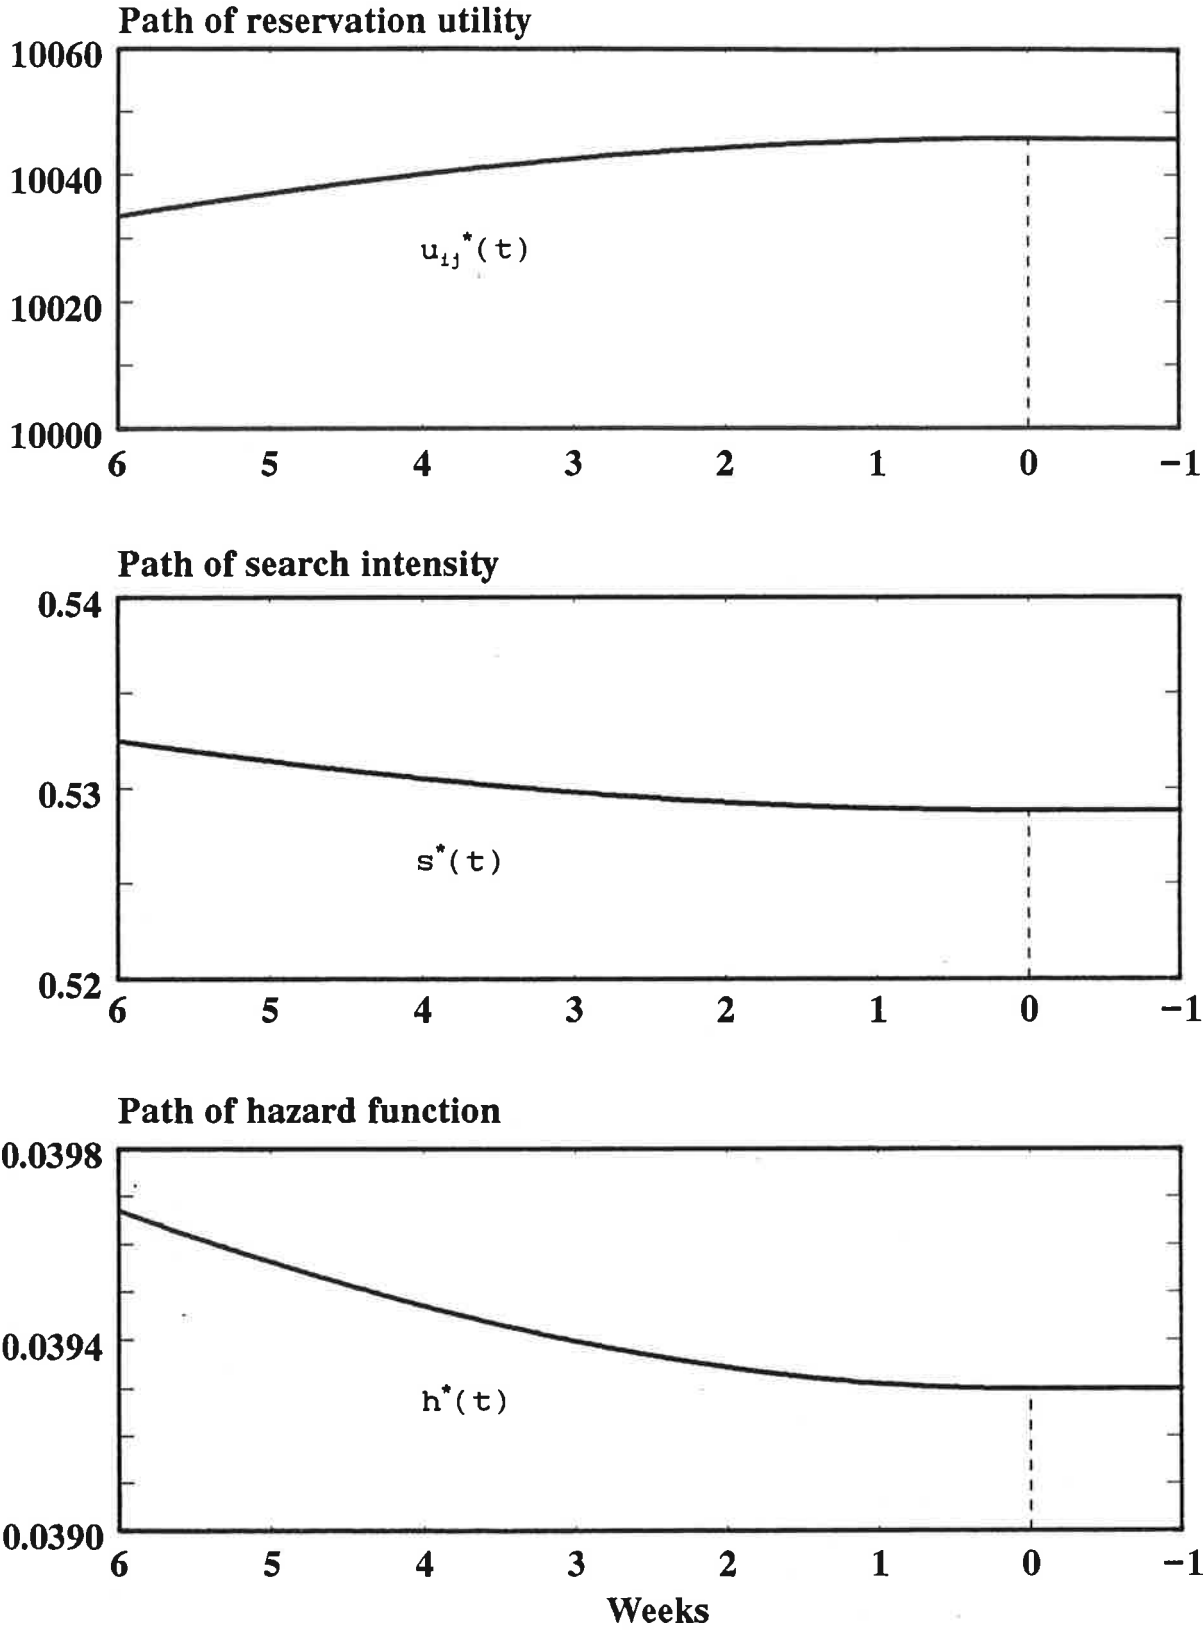 Path of reservation utility
10060
10040
10020
10000
u_ij*(t)
6 5 4 3 2 1 0 −1
Path of search intensity
0.54
0.53
0.52
s*(t)
6 5 4 3 2 1 0 −1
Path of hazard function
0.0398
0.0394
0.0390
h*(t)
6 5 4 3 2 1 0 −1
Weeks